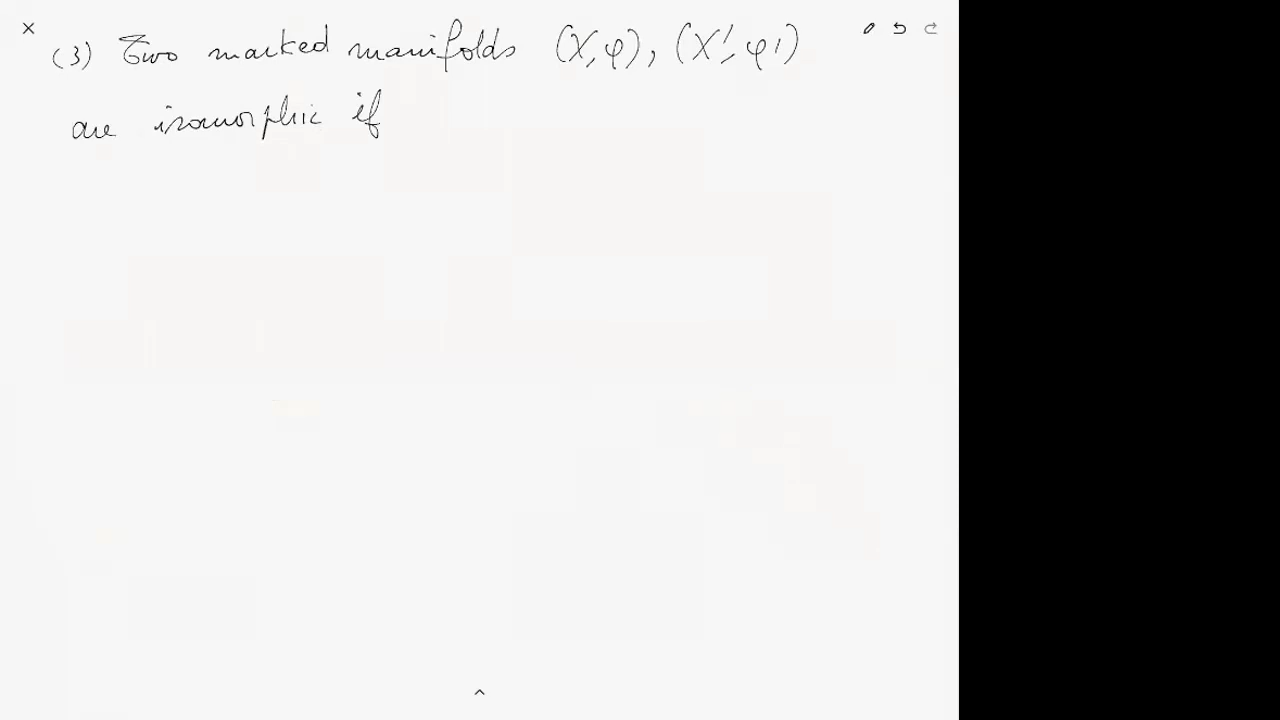 (3) Two marked manifolds (X, φ), (X', φ')
are isomorphic if